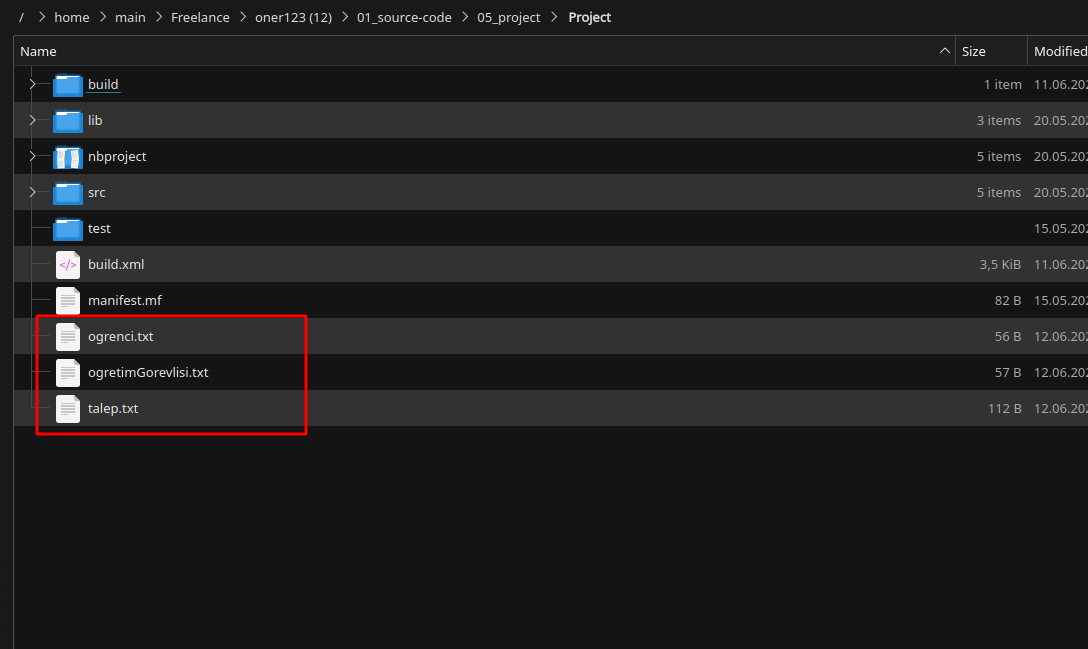 / > home > main > Freelance > oner123 (12) > 01_source-code > 05_project > Project
Name Size Modified
build 1 item 11.06.202
lib 3 items 20.05.202
nbproject 5 items 20.05.202
src 5 items 20.05.202
test 15.05.202
build.xml 3,5 KiB 11.06.202
manifest.mf 82 B 15.05.202
ogrenci.txt 56 B 12.06.202
ogretimGorevlisi.txt 57 B 12.06.202
talep.txt 112 B 12.06.202